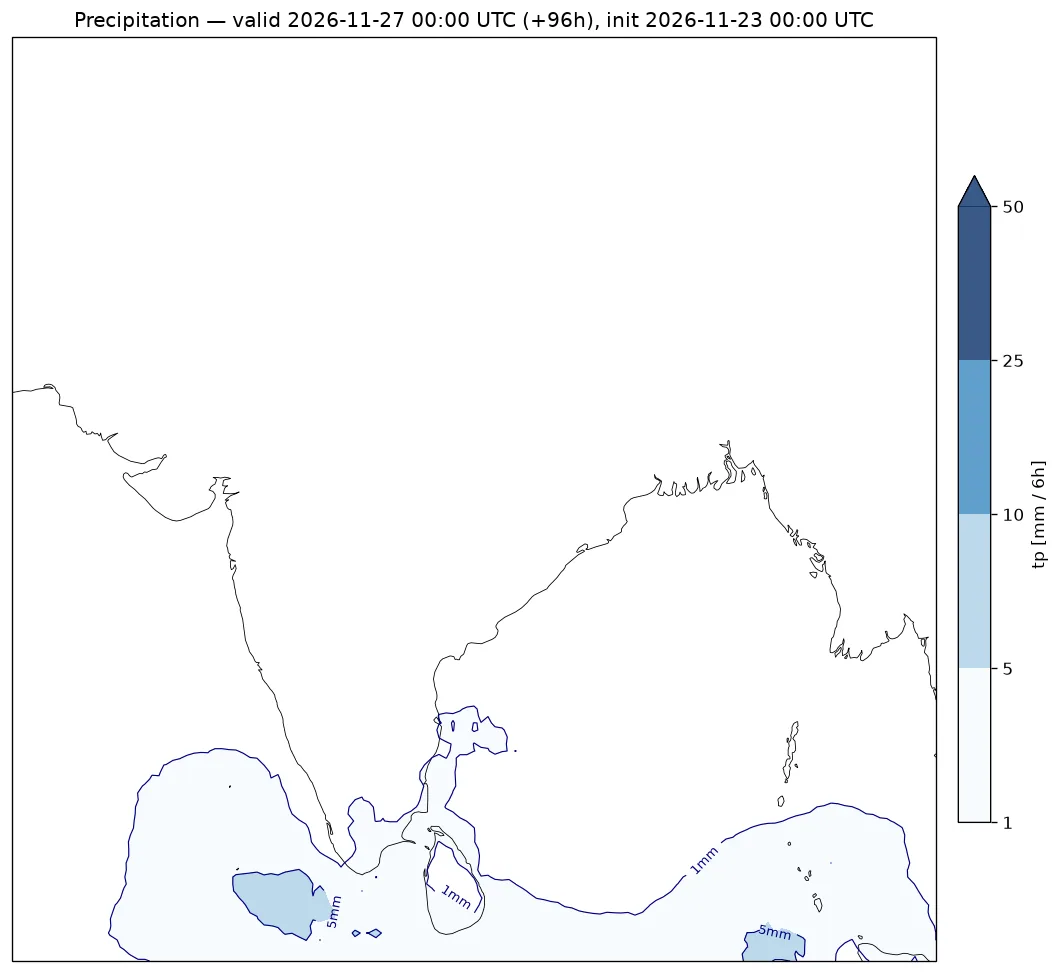 Precipitation — valid 2026-11-27 00:00 UTC (+96h), init 2026-11-23 00:00 UTC
50
25
10
5
1
tp [mm / 6h]
1mm
1mm
5mm
5mm